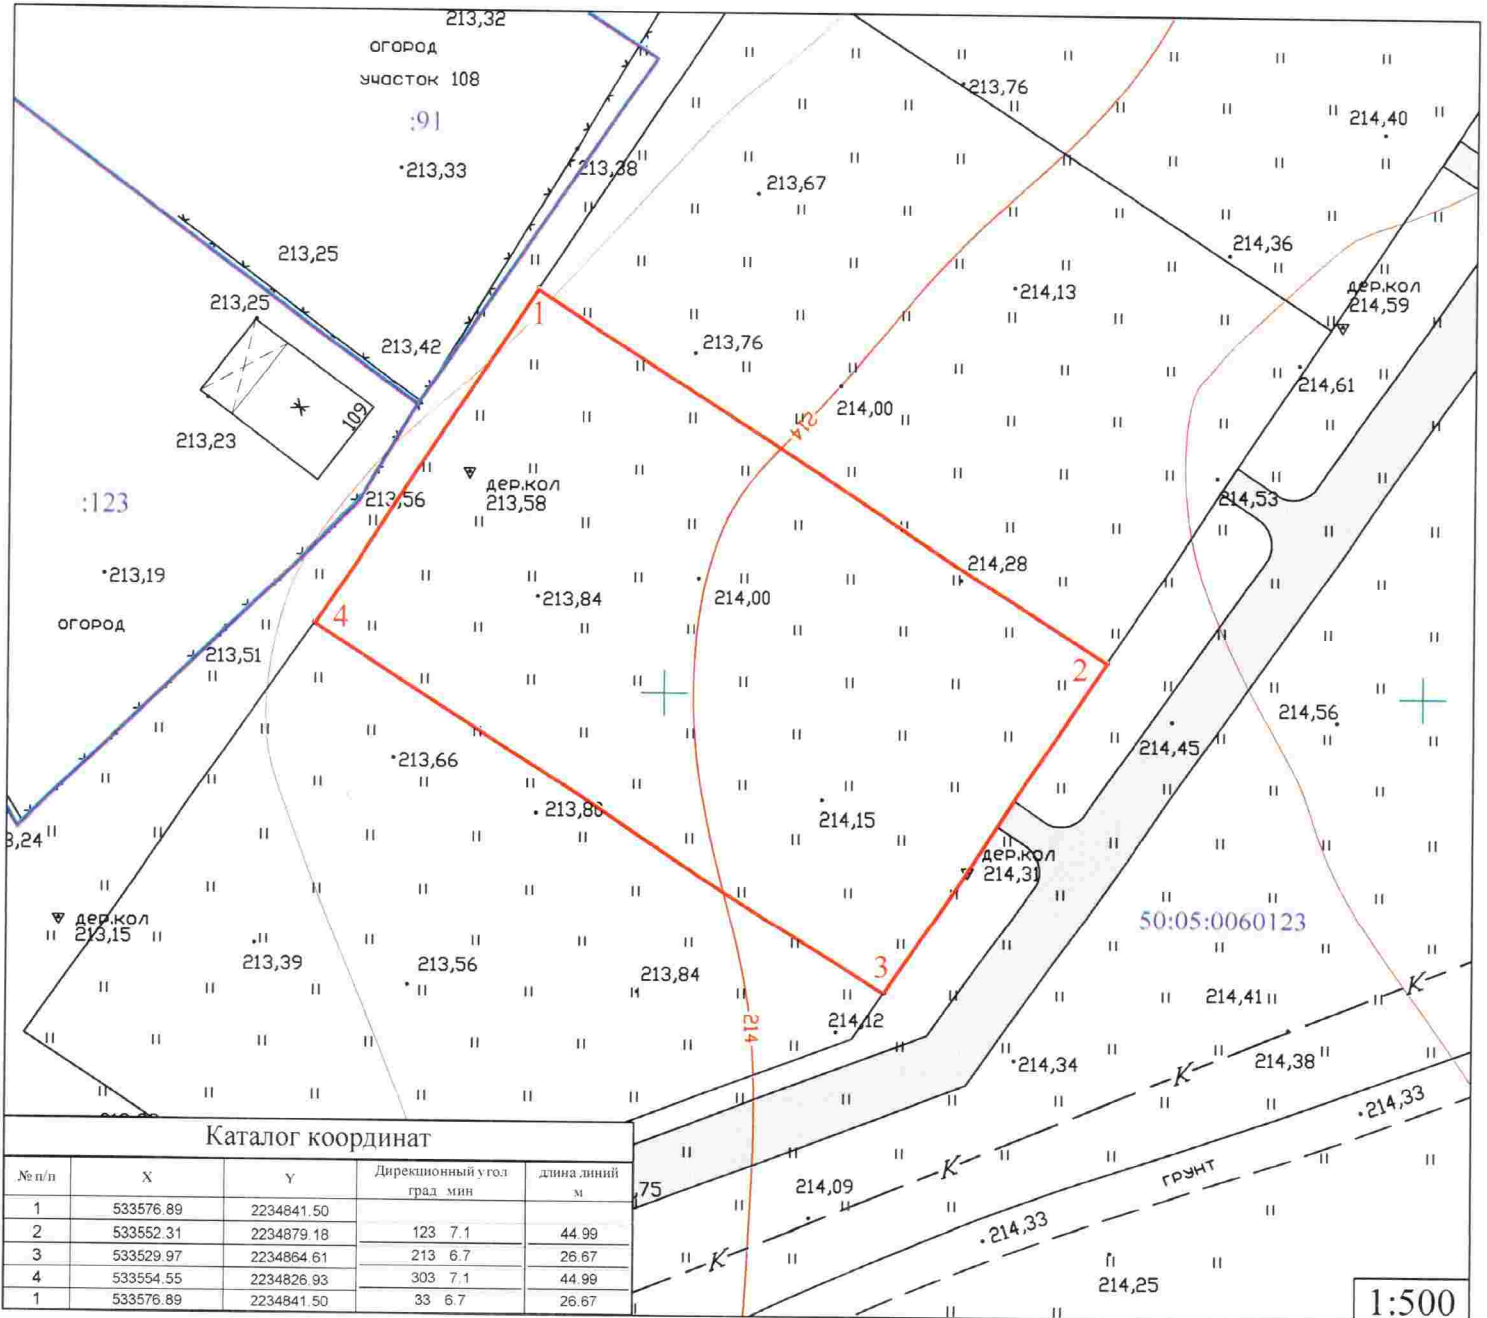 213,32
огород
участок 108
:91
213,33
213,38
213,76
214,40
213,67
213,25
214,36
213,25
214,13
дер.кол
214,59
1
213,42
213,76
214,61
109
214,00
214
213,23
дер.кол
213,58
213,56
214,53
:123
213,19
214,28
213,84
214,00
4
огород
213,51
2
214,56
214,45
213,66
213,80
214,15
3,24
дер.кол
214,31
50:05:0060123
дер.кол
213,15
3
213,39
213,56
213,84
К
214,41
214,12
214
214,34
К
214,38
214,33
Каталог координат
№ п/п X Y Дирекционный угол град мин длина линий м
1 533576.89 2234841.50
2 533552.31 2234879.18 123 7.1 44.99
3 533529.97 2234864.61 213 6.7 26.67
4 533554.55 2234826.93 303 7.1 44.99
1 533576.89 2234841.50 33 6.7 26.67
,75
214,09
К
грунт
214,33
К
214,25
1:500